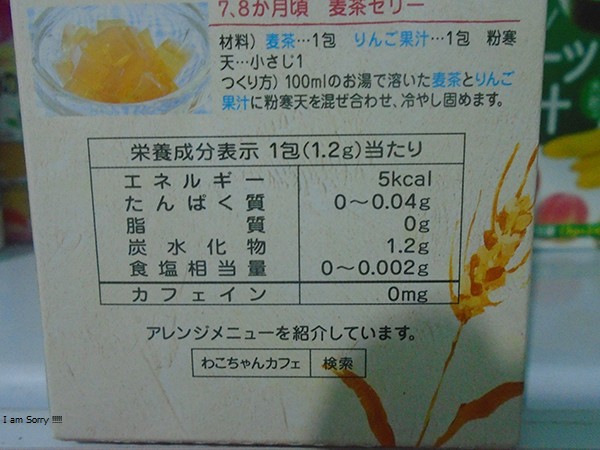 7、8か月頃 麦茶ゼリー
材料) 麦茶…1包 りんご果汁…1包 粉寒
天…小さじ1
つくり方) 100mlのお湯で溶いた麦茶とりんご
果汁に粉寒天を混ぜ合わせ、冷やし固めます。
栄養成分表示 1包(1.2g)当たり
エネルギー 5kcal
たんぱく質 0～0.04g
脂質 0g
炭水化物 1.2g
食塩相当量 0～0.002g
カフェイン 0mg
アレンジメニューを紹介しています。
わこちゃんカフェ 検索
I am Sorry !!!!!